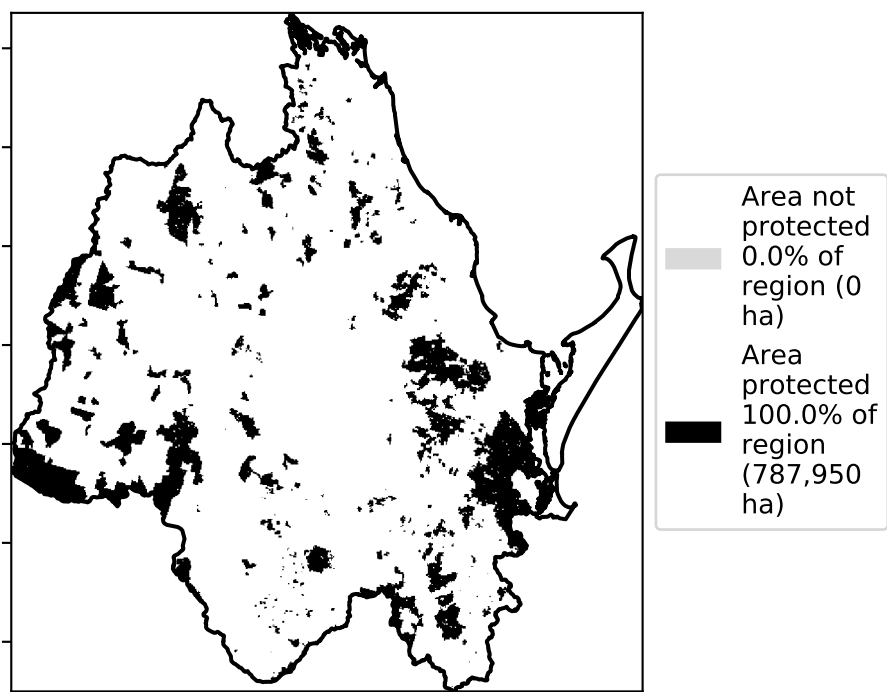 Area not
protected
0.0% of
region (0
ha)
Area
protected
100.0% of
region
(787,950
ha)